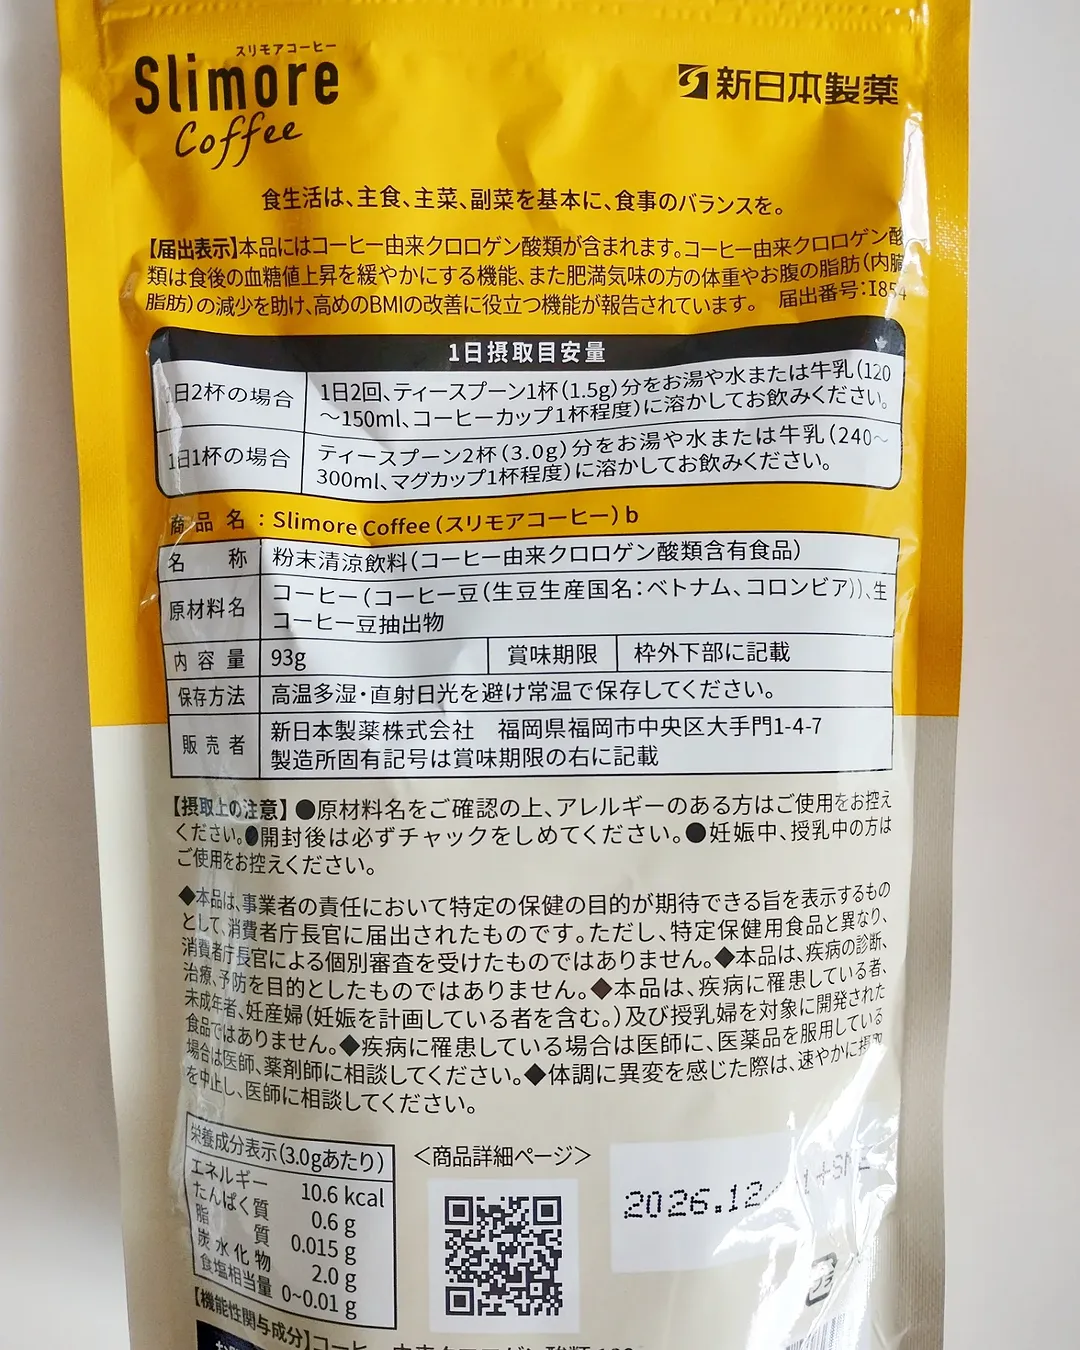 スリモアコーヒー
Slimore
Coffee
新日本製薬
食生活は、主食、主菜、副菜を基本に、食事のバランスを。
【届出表示】本品にはコーヒー由来クロロゲン酸類が含まれます。コーヒー由来クロロゲン酸
類は食後の血糖値上昇を緩やかにする機能、また肥満気味の方の体重やお腹の脂肪(内臓
脂肪)の減少を助け、高めのBMIの改善に役立つ機能が報告されています。 届出番号:I854
1日摂取目安量
1日2杯の場合
1日2回、ティースプーン1杯(1.5g)分をお湯や水または牛乳(120
～150ml、コーヒーカップ1杯程度)に溶かしてお飲みください。
1日1杯の場合
ティースプーン2杯(3.0g)分をお湯や水または牛乳(240～
300ml、マグカップ1杯程度)に溶かしてお飲みください。
商品名:Slimore Coffee(スリモアコーヒー)b
名称 粉末清涼飲料(コーヒー由来クロロゲン酸類含有食品)
原材料名 コーヒー(コーヒー豆(生豆生産国名:ベトナム、コロンビア))、生
コーヒー豆抽出物
内容量 93g 賞味期限 枠外下部に記載
保存方法 高温多湿・直射日光を避け常温で保存してください。
販売者 新日本製薬株式会社 福岡県福岡市中央区大手門1-4-7
製造所固有記号は賞味期限の右に記載
【摂取上の注意】●原材料名をご確認の上、アレルギーのある方はご使用をお控え
ください。●開封後は必ずチャックをしめてください。●妊娠中、授乳中の方は
ご使用をお控えください。
◆本品は、事業者の責任において特定の保健の目的が期待できる旨を表示するもの
として、消費者庁長官に届出されたものです。ただし、特定保健用食品と異なり、
消費者庁長官による個別審査を受けたものではありません。◆本品は、疾病の診断、
治療、予防を目的としたものではありません。◆本品は、疾病に罹患している者、
未成年者、妊産婦(妊娠を計画している者を含む。)及び授乳婦を対象に開発された
食品ではありません。◆疾病に罹患している場合は医師に、医薬品を服用している
場合は医師、薬剤師に相談してください。◆体調に異変を感じた際は、速やかに摂取
を中止し、医師に相談してください。
栄養成分表示(3.0gあたり)
エネルギー 10.6 kcal
たんぱく質 0.6 g
脂質 0.015 g
炭水化物 2.0 g
食塩相当量 0~0.01 g
<商品詳細ページ>
2026.12
【機能性関与成分】コーヒー由来クロロゲン酸類